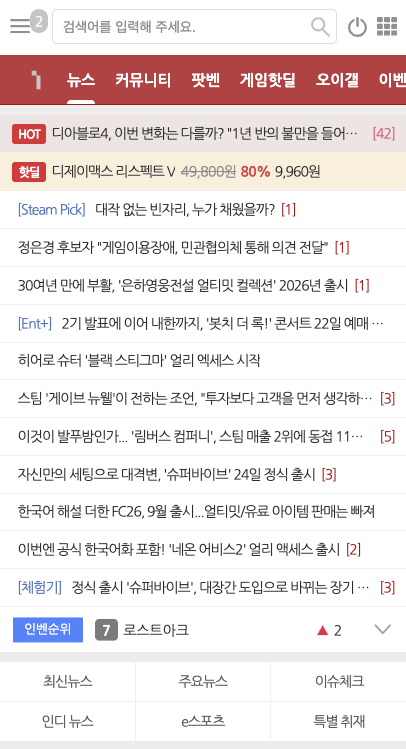 2
검색어를 입력해 주세요.
뉴스 커뮤니티 팟벤 게임핫딜 오이갤 이벤
HOT 디아블로4, 이번 변화는 다를까? "1년 반의 불만을 들어… [42]
핫딜 디제이맥스 리스펙트 V 49,800원 80% 9,960원
[Steam Pick] 대작 없는 빈자리, 누가 채웠을까? [1]
정은경 후보자 "게임이용장애, 민관협의체 통해 의견 전달" [1]
30여년 만에 부활, '은하영웅전설 얼티밋 컬렉션' 2026년 출시 [1]
[Ent+] 2기 발표에 이어 내한까지, '봇치 더 록!' 콘서트 22일 예매 …
히어로 슈터 '블랙 스티그마' 얼리 엑세스 시작
스팀 '게이브 뉴웰'이 전하는 조언, "투자보다 고객을 먼저 생각하… [3]
이것이 발푸밤인가... '림버스 컴퍼니', 스팀 매출 2위에 동접 11… [5]
자신만의 세팅으로 대격변, '슈퍼바이브' 24일 정식 출시 [3]
한국어 해설 더한 FC26, 9월 출시...얼티밋/유료 아이템 판매는 빠져
이번엔 공식 한국어화 포함! '네온 어비스2' 얼리 액세스 출시 [2]
[체험기] 정식 출시 '슈퍼바이브', 대장간 도입으로 바뀌는 장기 … [3]
인벤순위 7 로스트아크 ▲ 2
최신뉴스 주요뉴스 이슈체크
인디 뉴스 e스포츠 특별 취재